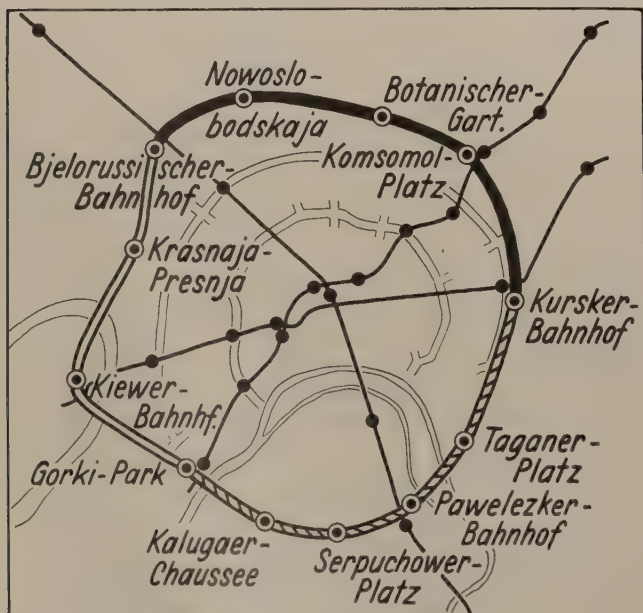 Nowoslo-
bodskaja
Botanischer-
Gart.
Bjelorussischer-
Bahnhof
Komsomol-
Platz
Krasnaja-
Presnja
Kursker-
Bahnhof
Kiewer-
Bahnhf.
Gorki-Park
Taganer-
Platz
Pawelezker-
Bahnhof
Kalugaer-
Chaussee
Serpuchower-
Platz